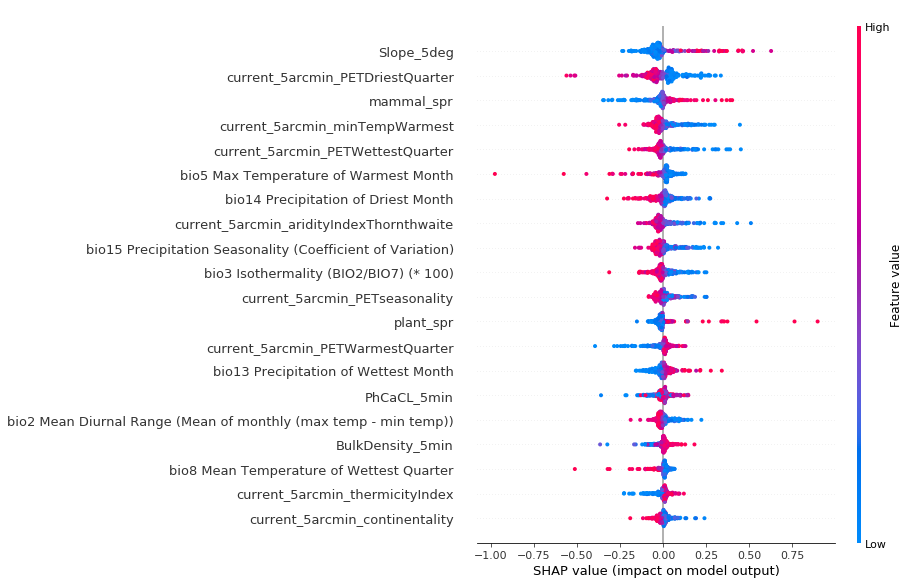 High
Slope_5deg
current_5arcmin_PETDriestQuarter
mammal_spr
current_5arcmin_minTempWarmest
current_5arcmin_PETWettestQuarter
bio5 Max Temperature of Warmest Month
bio14 Precipitation of Driest Month
current_5arcmin_aridityIndexThornthwaite
bio15 Precipitation Seasonality (Coefficient of Variation)
bio3 Isothermality (BIO2/BIO7) (* 100)
current_5arcmin_PETseasonality
plant_spr
current_5arcmin_PETWarmestQuarter
bio13 Precipitation of Wettest Month
PhCaCL_5min
bio2 Mean Diurnal Range (Mean of monthly (max temp - min temp))
BulkDensity_5min
bio8 Mean Temperature of Wettest Quarter
current_5arcmin_thermicityIndex
current_5arcmin_continentality
Feature value
Low
−1.00 −0.75 −0.50 −0.25 0.00 0.25 0.50 0.75
SHAP value (impact on model output)